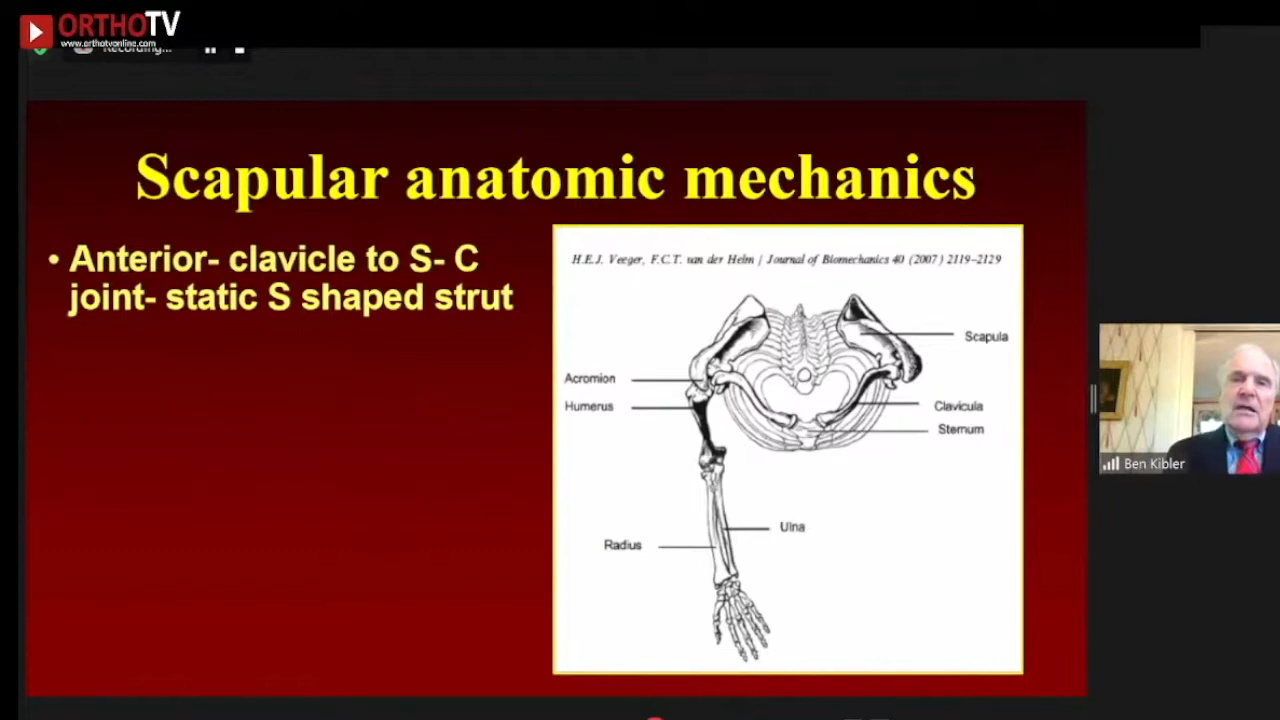 ORTHOTV
www.orthotvonline.com
Recording...
Scapular anatomic mechanics
• Anterior- clavicle to S- C
joint- static S shaped strut
H.E.J. Veeger, F.C.T. van der Helm / Journal of Biomechanics 40 (2007) 2119-2129
Scapula
Acromion
Humerus
Clavicula
Sternum
Ulna
Radius
Ben Kibler